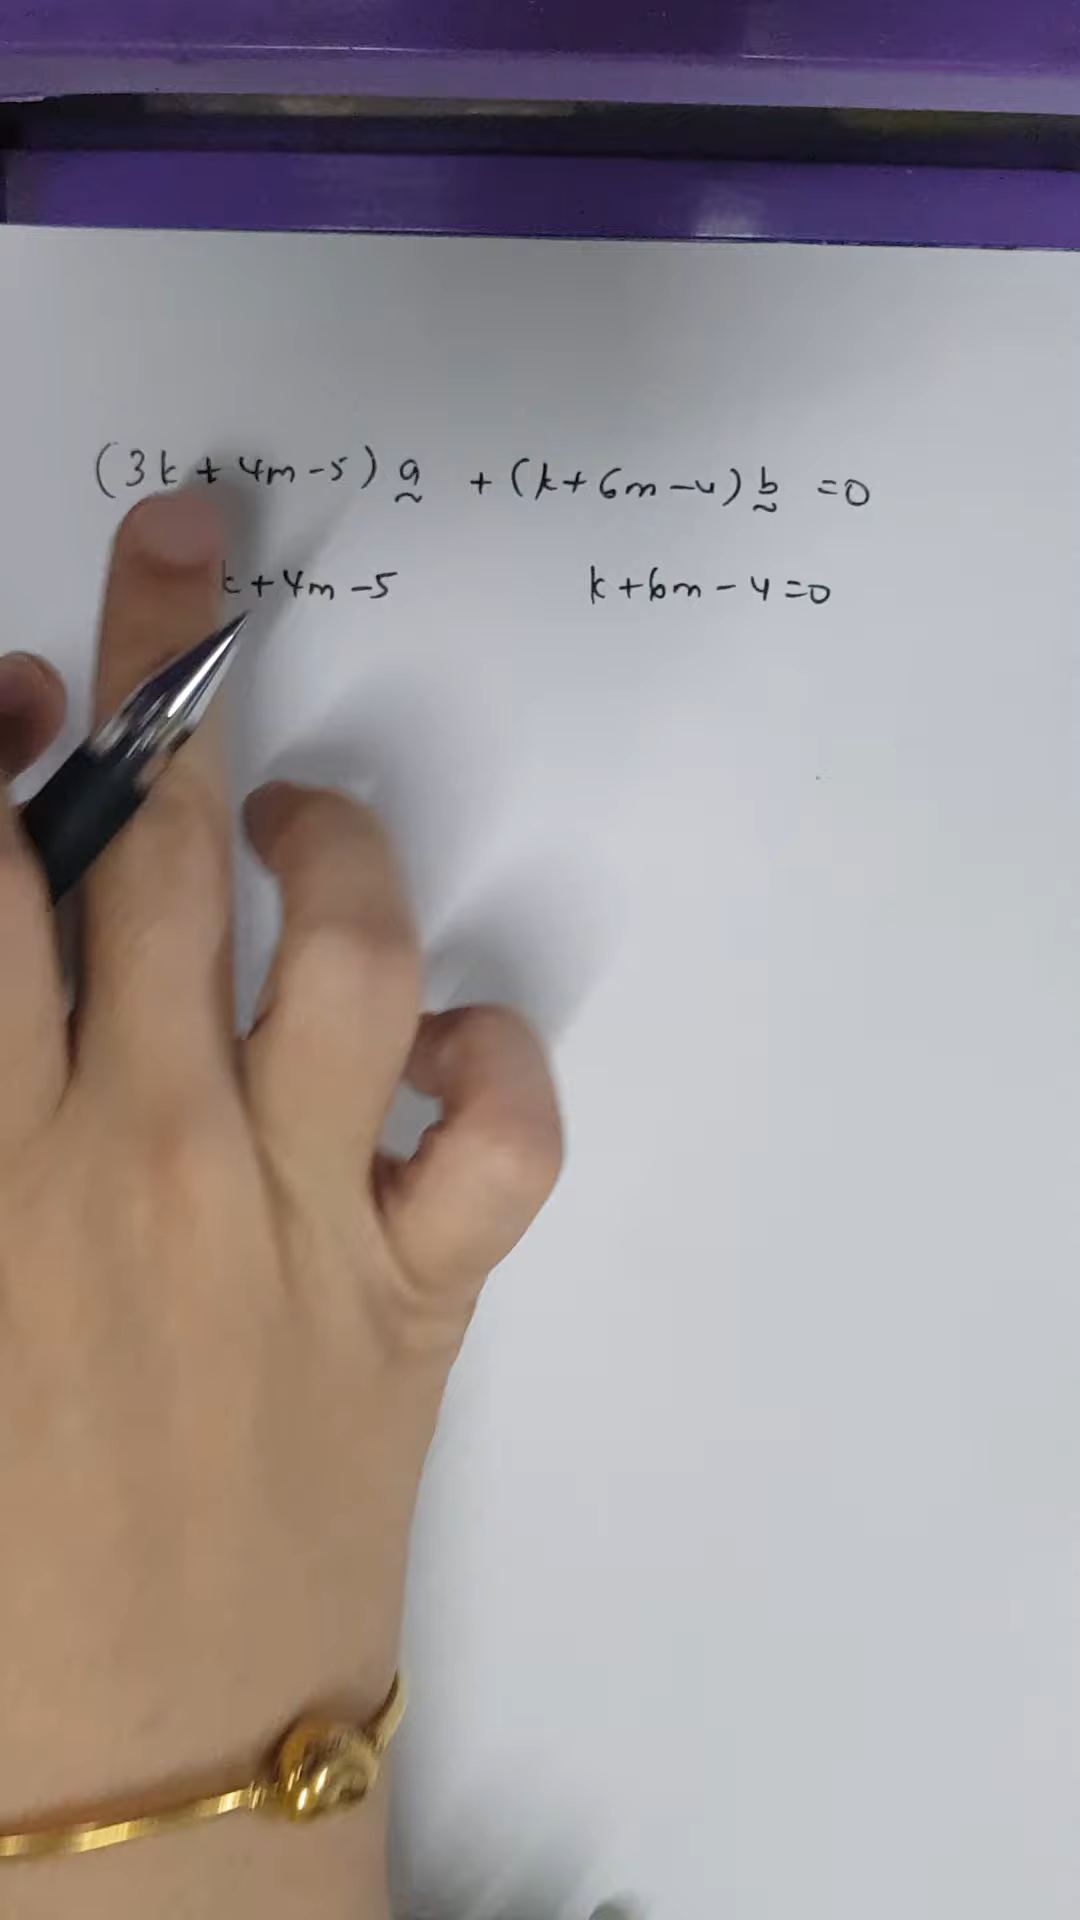 (3k + 4m - 5) a + (k + 6m - 4) b = 0
k + 4m - 5 k + 6m - 4 = 0